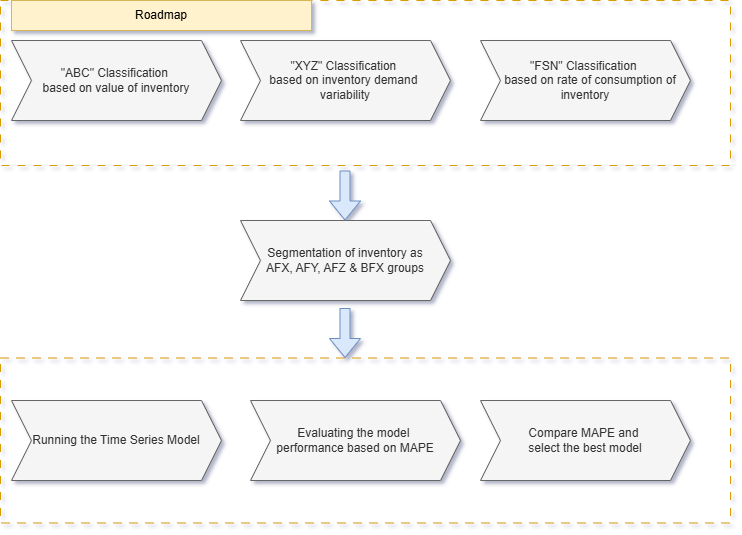 Roadmap
"ABC" Classification
based on value of inventory
"XYZ" Classification
based on inventory demand
variability
"FSN" Classification
based on rate of consumption of
inventory
Segmentation of inventory as
AFX, AFY, AFZ & BFX groups
Running the Time Series Model
Evaluating the model
performance based on MAPE
Compare MAPE and
select the best model